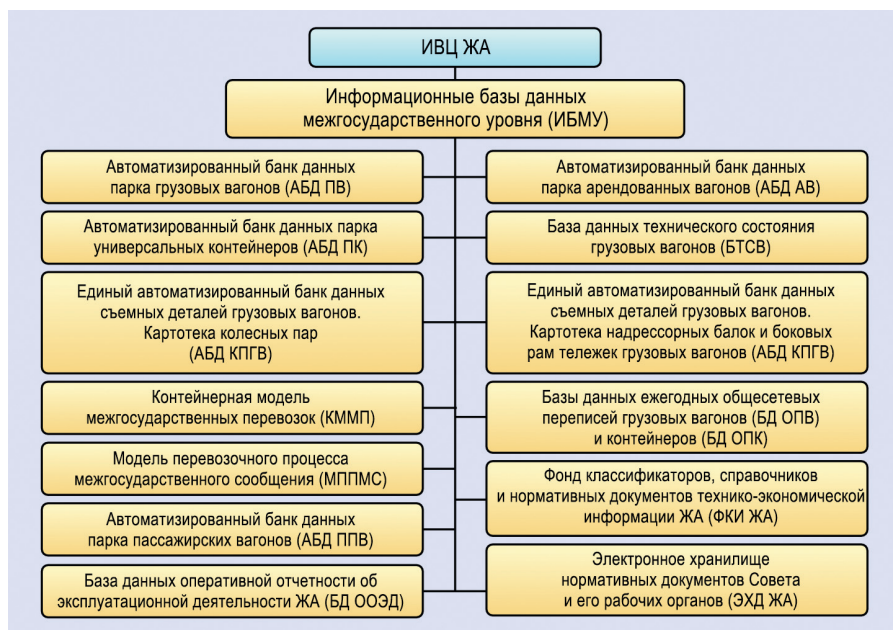 ИВЦ ЖА
Информационные базы данных
межгосударственного уровня (ИБМУ)
Автоматизированный банк данных
парка грузовых вагонов (АБД ПВ)
Автоматизированный банк данных
парка арендованных вагонов (АБД АВ)
Автоматизированный банк данных парка
универсальных контейнеров (АБД ПК)
База данных технического состояния
грузовых вагонов (БТСВ)
Единый автоматизированный банк данных
съемных деталей грузовых вагонов.
Картотека колесных пар
(АБД КПГВ)
Единый автоматизированный банк данных
съемных деталей грузовых вагонов.
Картотека надрессорных балок и боковых
рам тележек грузовых вагонов (АБД КПГВ)
Контейнерная модель
межгосударственных перевозок (КММП)
Базы данных ежегодных общесетевых
переписей грузовых вагонов (БД ОПВ)
и контейнеров (БД ОПК)
Модель перевозочного процесса
межгосударственного сообщения (МППМС)
Фонд классификаторов, справочников
и нормативных документов технико-экономической
информации ЖА (ФКИ ЖА)
Автоматизированный банк данных
парка пассажирских вагонов (АБД ППВ)
База данных оперативной отчетности об
эксплуатационной деятельности ЖА (БД ООЭД)
Электронное хранилище
нормативных документов Совета
и его рабочих органов (ЭХД ЖА)